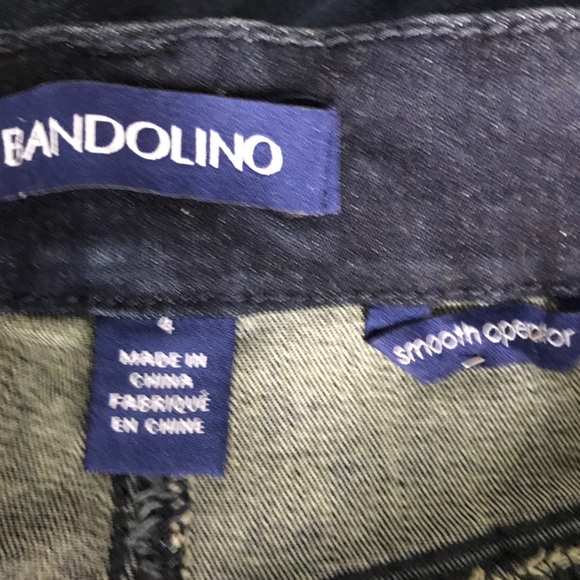 BANDOLINO
4
MADE IN
CHINA
FABRIQUÉ
EN CHINE
smooth operator